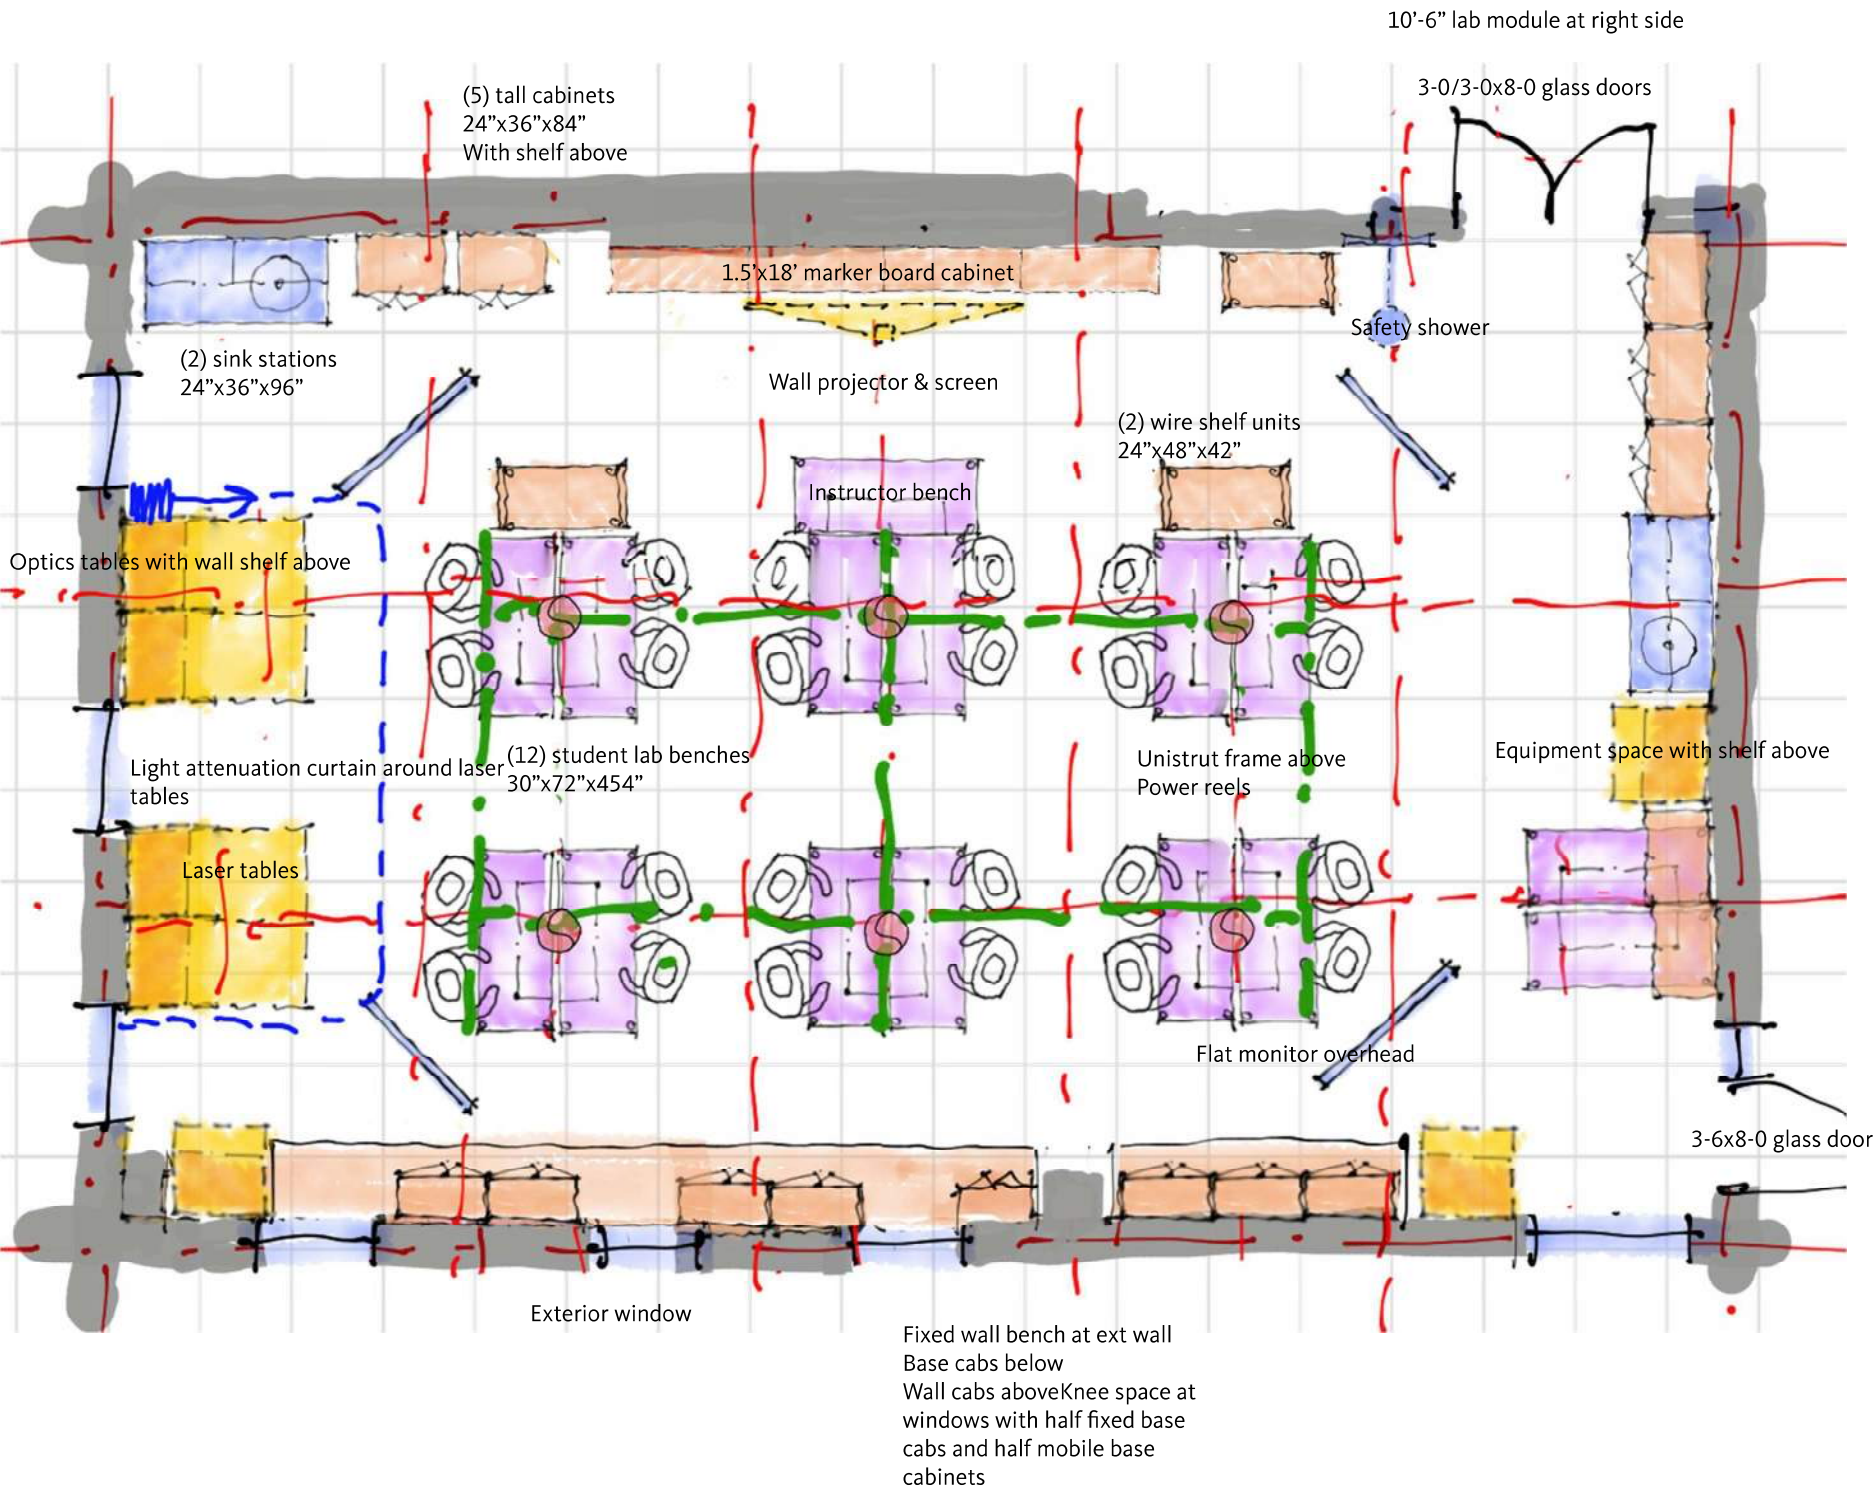 10’-6” lab module at right side
3-0/3-0x8-0 glass doors
(5) tall cabinets
24”x36”x84”
With shelf above
1.5’x18’ marker board cabinet
Safety shower
(2) sink stations
24”x36”x96”
Wall projector & screen
(2) wire shelf units
24”x48”x42”
Instructor bench
Optics tables with wall shelf above
Light attenuation curtain around laser
tables
(12) student lab benches
30”x72”x454”
Unistrut frame above
Power reels
Equipment space with shelf above
Laser tables
Flat monitor overhead
3-6x8-0 glass door
Exterior window
Fixed wall bench at ext wall
Base cabs below
Wall cabs aboveKnee space at
windows with half fixed base
cabs and half mobile base
cabinets